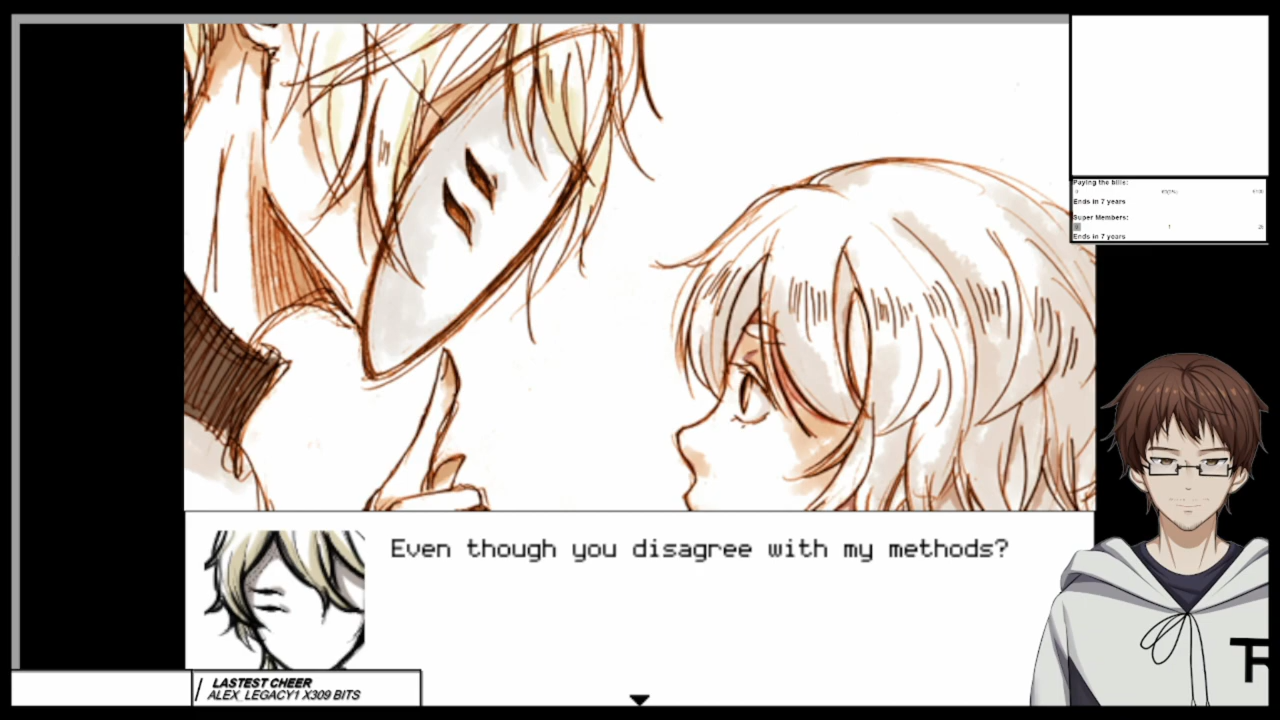 Paying the bills:
Ends in 7 years
Super Members:
Ends in 7 years
Even though you disagree with my methods?
LASTEST CHEER
ALEX_LEGACY1 X309 BITS